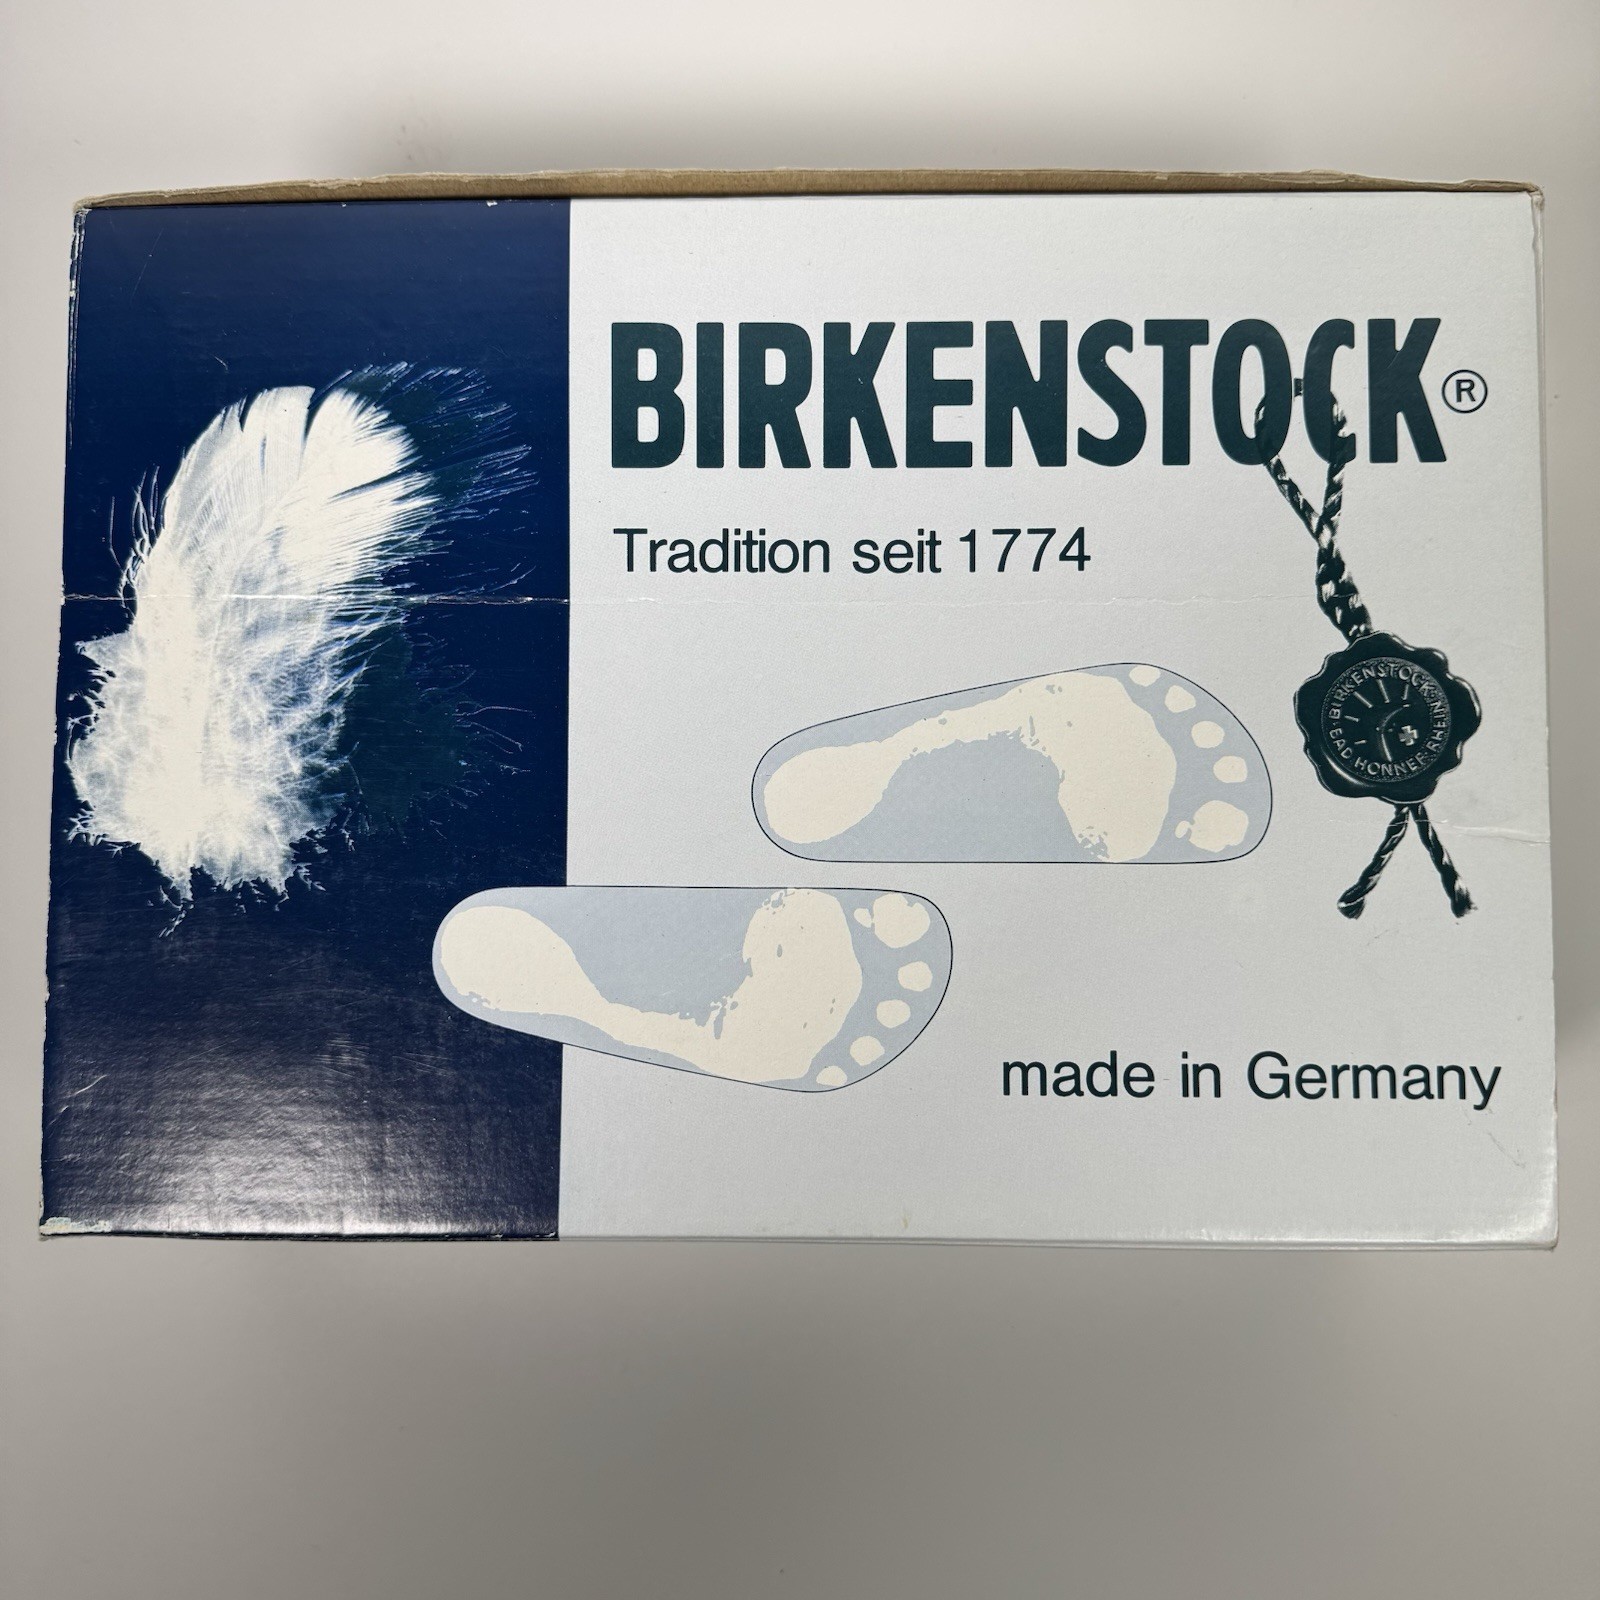 BIRKENSTOCK®
Tradition seit 1774
BIRKENSTOCK·
BAD HONNEF·RHEIN·
made in Germany